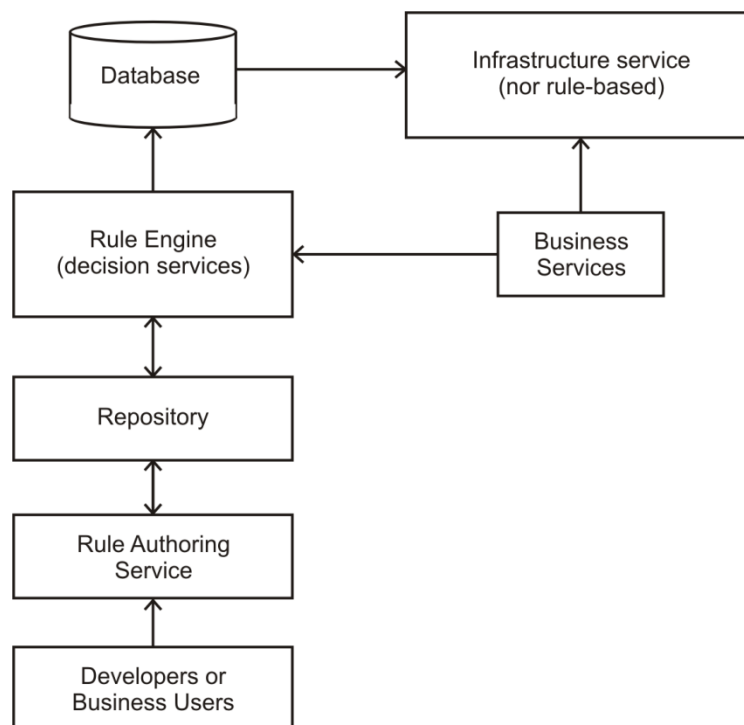 Database
Infrastructure service
(nor rule-based)
Rule Engine
(decision services)
Business
Services
Repository
Rule Authoring
Service
Developers or
Business Users